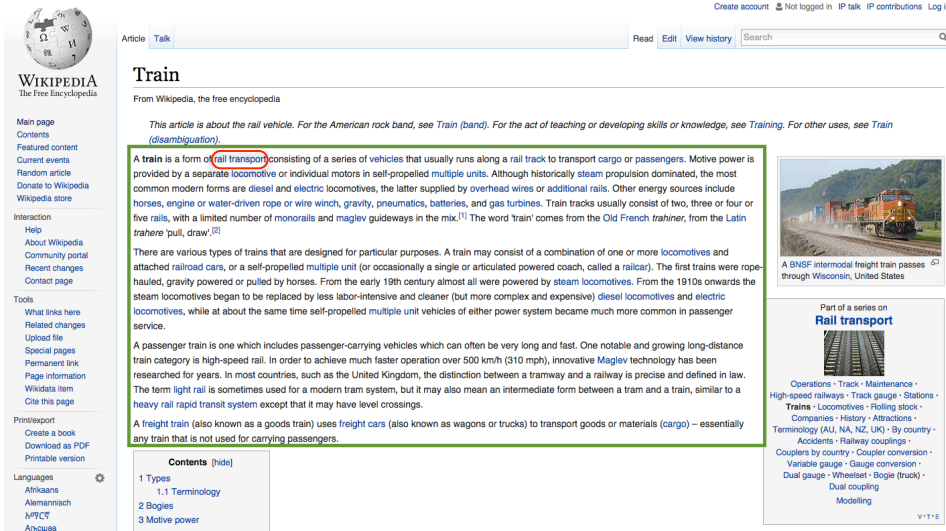 Create account Not logged in IP talk IP contributions Log i
Article Talk
Read Edit View history Search
WIKIPEDIA
The Free Encyclopedia
Main page
Contents
Featured content
Current events
Random article
Donate to Wikipedia
Wikipedia store
Interaction
Help
About Wikipedia
Community portal
Recent changes
Contact page
Tools
What links here
Related changes
Upload file
Special pages
Permanent link
Page information
Wikidata item
Cite this page
Print/export
Create a book
Download as PDF
Printable version
Languages
Afrikaans
Alemannisch
አማርኛ
Ænglisc
Train
From Wikipedia, the free encyclopedia
This article is about the rail vehicle. For the American rock band, see Train (band). For the act of teaching or developing skills or knowledge, see Training. For other uses, see Train
(disambiguation).
A train is a form of rail transport consisting of a series of vehicles that usually runs along a rail track to transport cargo or passengers. Motive power is
provided by a separate locomotive or individual motors in self-propelled multiple units. Although historically steam propulsion dominated, the most
common modern forms are diesel and electric locomotives, the latter supplied by overhead wires or additional rails. Other energy sources include
horses, engine or water-driven rope or wire winch, gravity, pneumatics, batteries, and gas turbines. Train tracks usually consist of two, three or four or
five rails, with a limited number of monorails and maglev guideways in the mix.[1] The word 'train' comes from the Old French trahiner, from the Latin
trahere 'pull, draw'.[2]
There are various types of trains that are designed for particular purposes. A train may consist of a combination of one or more locomotives and
attached railroad cars, or a self-propelled multiple unit (or occasionally a single or articulated powered coach, called a railcar). The first trains were rope-
hauled, gravity powered or pulled by horses. From the early 19th century almost all were powered by steam locomotives. From the 1910s onwards the
steam locomotives began to be replaced by less labor-intensive and cleaner (but more complex and expensive) diesel locomotives and electric
locomotives, while at about the same time self-propelled multiple unit vehicles of either power system became much more common in passenger
service.
A passenger train is one which includes passenger-carrying vehicles which can often be very long and fast. One notable and growing long-distance
train category is high-speed rail. In order to achieve much faster operation over 500 km/h (310 mph), innovative Maglev technology has been
researched for years. In most countries, such as the United Kingdom, the distinction between a tramway and a railway is precise and defined in law.
The term light rail is sometimes used for a modern tram system, but it may also mean an intermediate form between a tram and a train, similar to a
heavy rail rapid transit system except that it may have level crossings.
A freight train (also known as a goods train) uses freight cars (also known as wagons or trucks) to transport goods or materials (cargo) – essentially
any train that is not used for carrying passengers.
Contents [hide]
1 Types
1.1 Terminology
2 Bogies
3 Motive power
A BNSF intermodal freight train passes
through Wisconsin, United States
Part of a series on
Rail transport
Operations · Track · Maintenance ·
High-speed railways · Track gauge · Stations ·
Trains · Locomotives · Rolling stock ·
Companies · History · Attractions ·
Terminology (AU, NA, NZ, UK) · By country ·
Accidents · Railway couplings ·
Couplers by country · Coupler conversion ·
Variable gauge · Gauge conversion ·
Dual gauge · Wheelset · Bogie (truck) ·
Dual coupling
Modelling
V · T · E